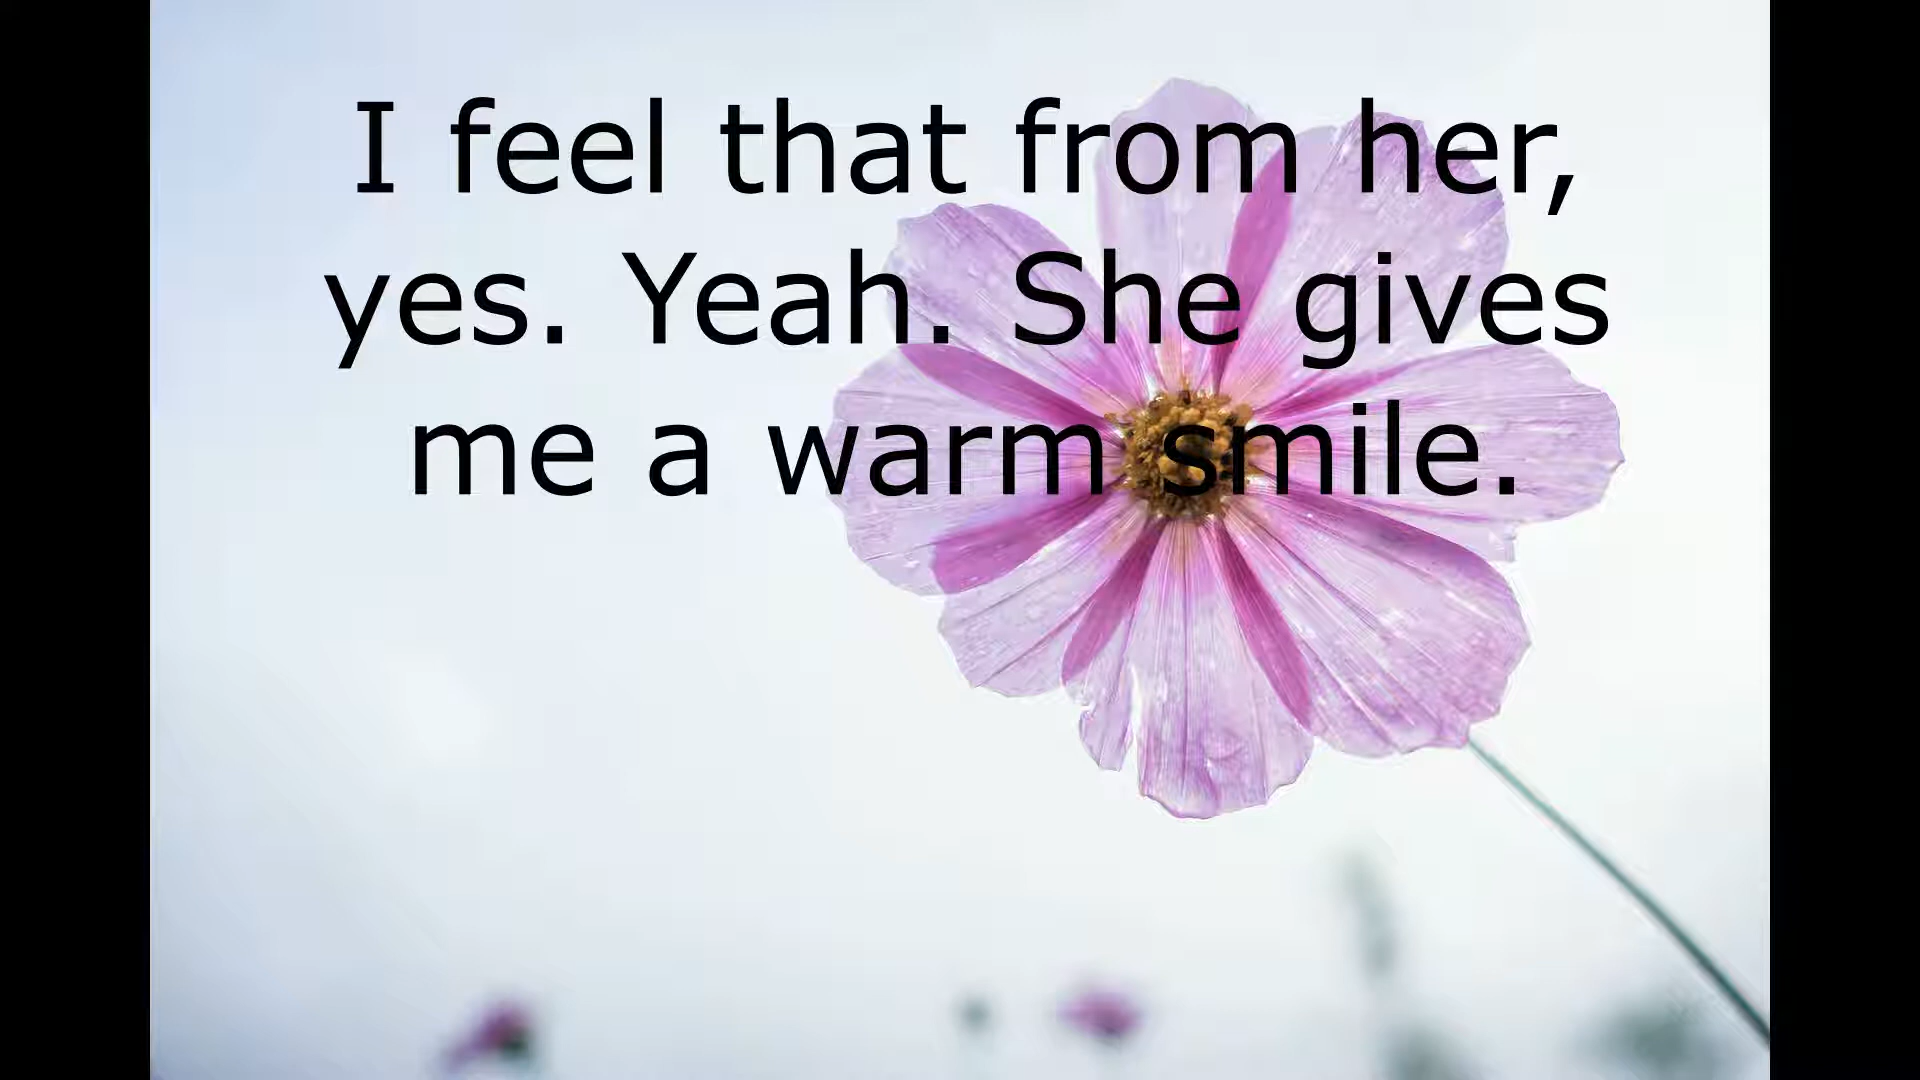 I feel that from her,
yes. Yeah. She gives
me a warm smile.